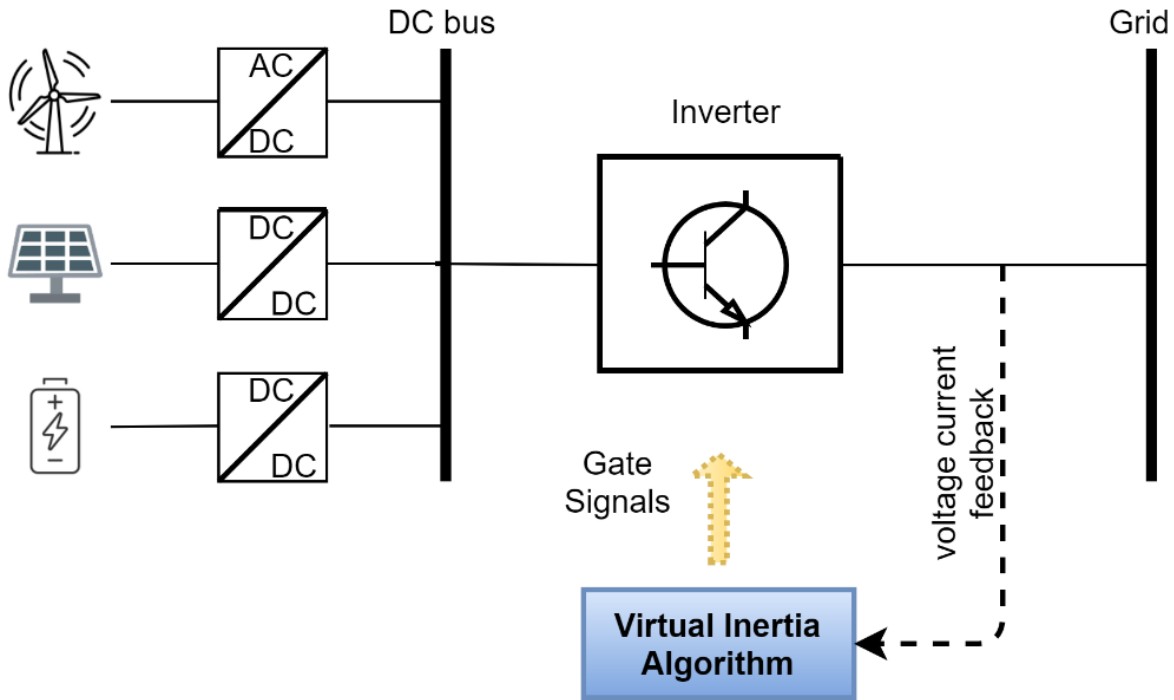 DC bus
Grid
AC
DC
Inverter
DC
DC
DC
DC
+
−
Gate
Signals
voltage current
feedback
Virtual Inertia
Algorithm